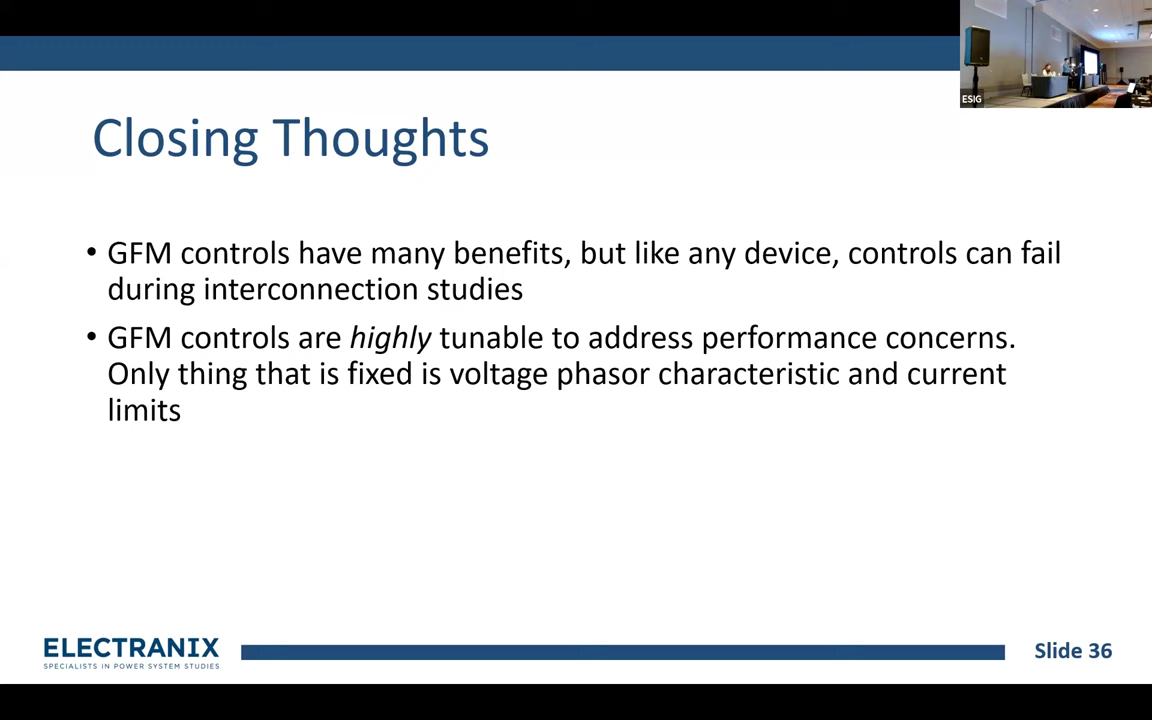 ESIG
Closing Thoughts
• GFM controls have many benefits, but like any device, controls can fail
during interconnection studies
• GFM controls are highly tunable to address performance concerns.
Only thing that is fixed is voltage phasor characteristic and current
limits
ELECTRANIX
SPECIALISTS IN POWER SYSTEM STUDIES
Slide 36